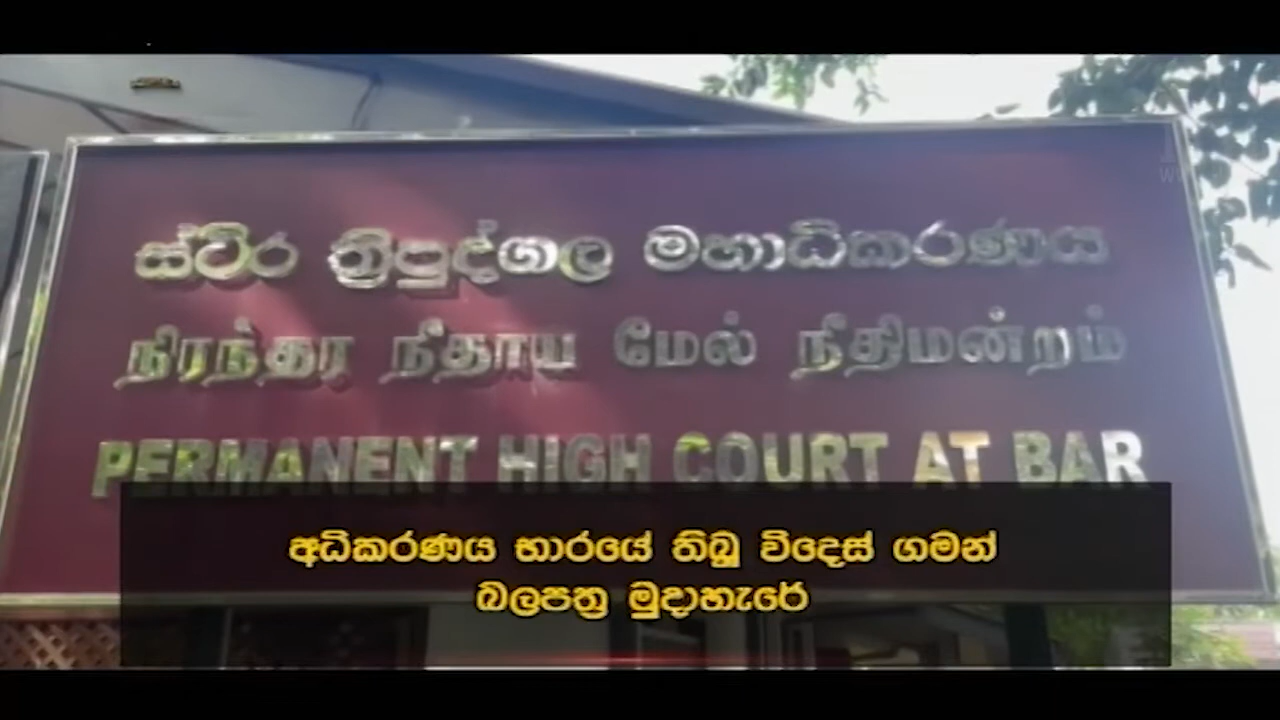 ස්ථිර ත්‍රිපුද්ගල මහාධිකරණය
நிரந்தர நீதாய மேல் நீதிமன்றம்
PERMANENT HIGH COURT AT BAR
අධිකරණය භාරයේ තිබූ විදෙස් ගමන්
බලපත්‍ර මුදාහැරේ